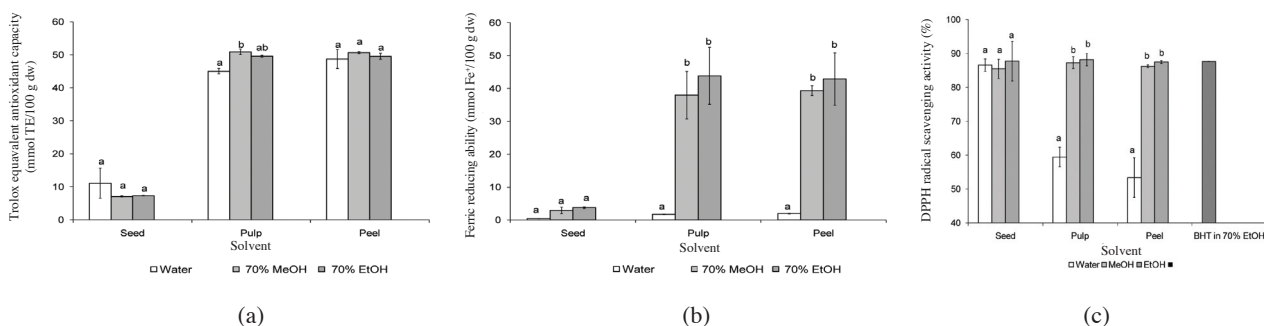 Trolox equavalent antioxidant capacity
(mmol TE/100 g dw)
60
50
40
30
20
10
0
a
a
a
a
b
ab
a
a
a
Seed
Pulp
Peel
Solvent
Water
70% MeOH
70% EtOH
(a)
Ferric reducing ability (mmol Fe⁺/100 g dw)
60
50
40
30
20
10
0
a
a
a
a
b
b
a
b
b
Seed
Pulp
Peel
Solvent
Water
70% MeOH
70% EtOH
(b)
DPPH radical scavenging activity (%)
100
90
80
70
60
50
40
a
a
a
a
b
b
a
b
b
Seed
Pulp
Peel
BHT in 70% EtOH
Solvent
Water
MeOH
EtOH
(c)